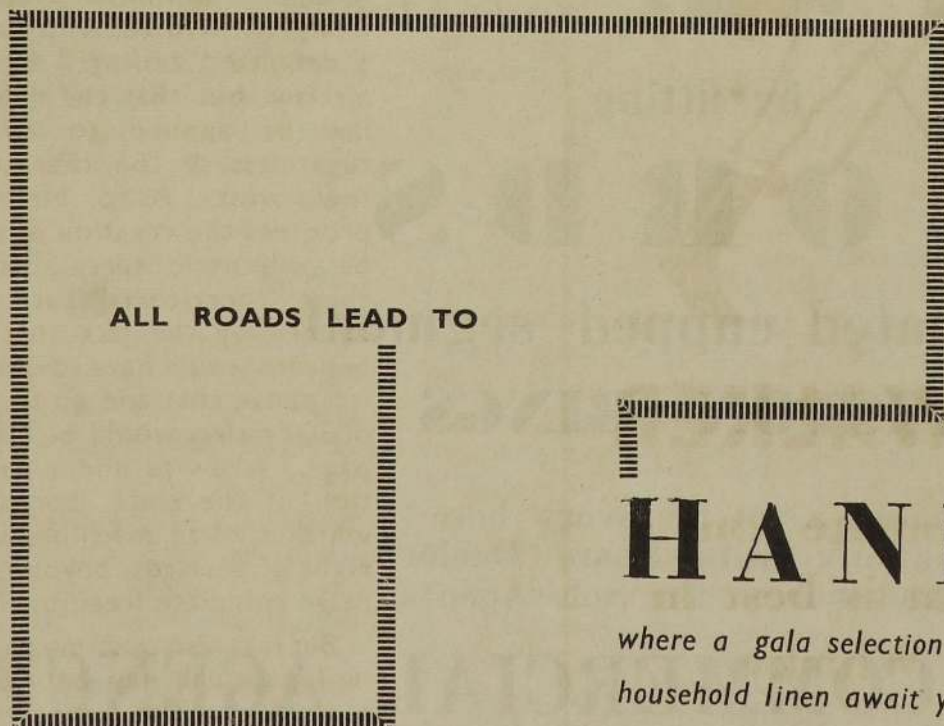 ALL ROADS LEAD TO
HAN
where a gala selection
household linen await y